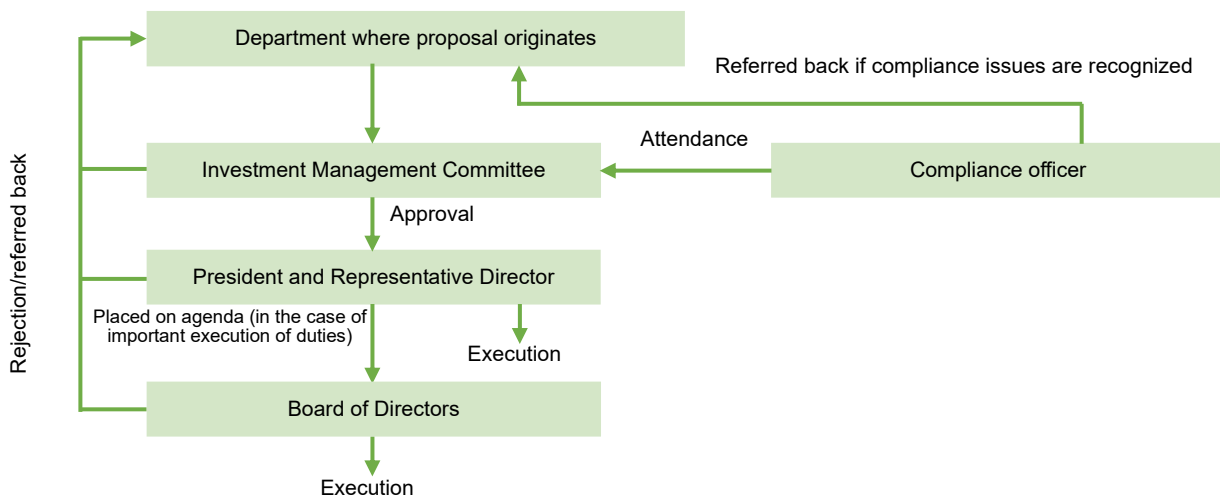 Department where proposal originates
Referred back if compliance issues are recognized
Attendance
Investment Management Committee
Compliance officer
Approval
Rejection/referred back
President and Representative Director
Placed on agenda (in the case of
important execution of duties)
Execution
Board of Directors
Execution